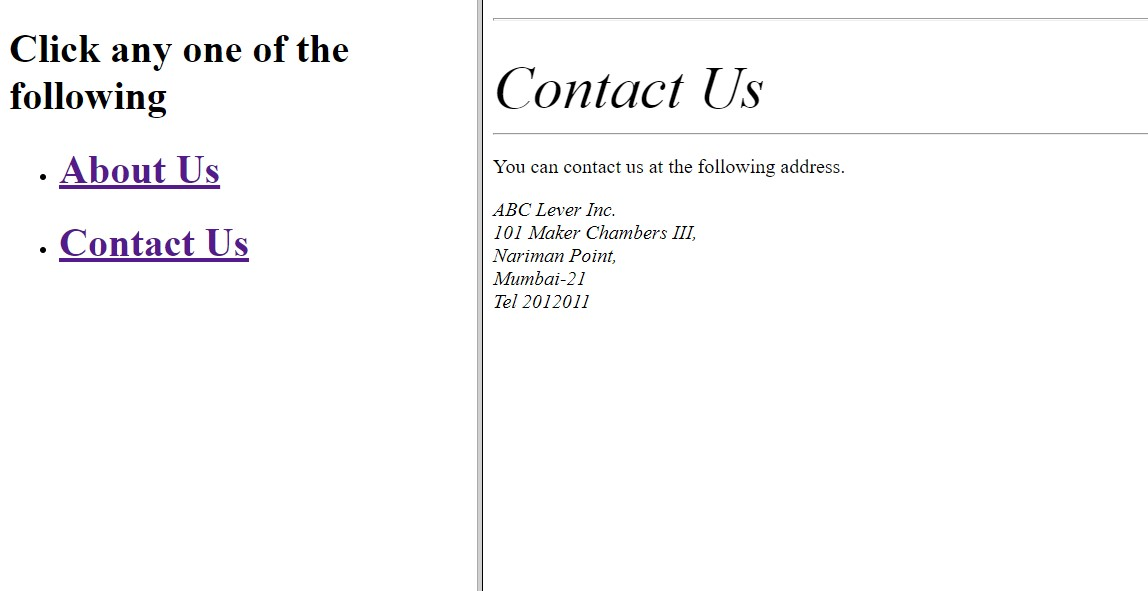 Click any one of the
following
About Us
Contact Us
Contact Us
You can contact us at the following address.
ABC Lever Inc.
101 Maker Chambers III,
Nariman Point,
Mumbai-21
Tel 2012011